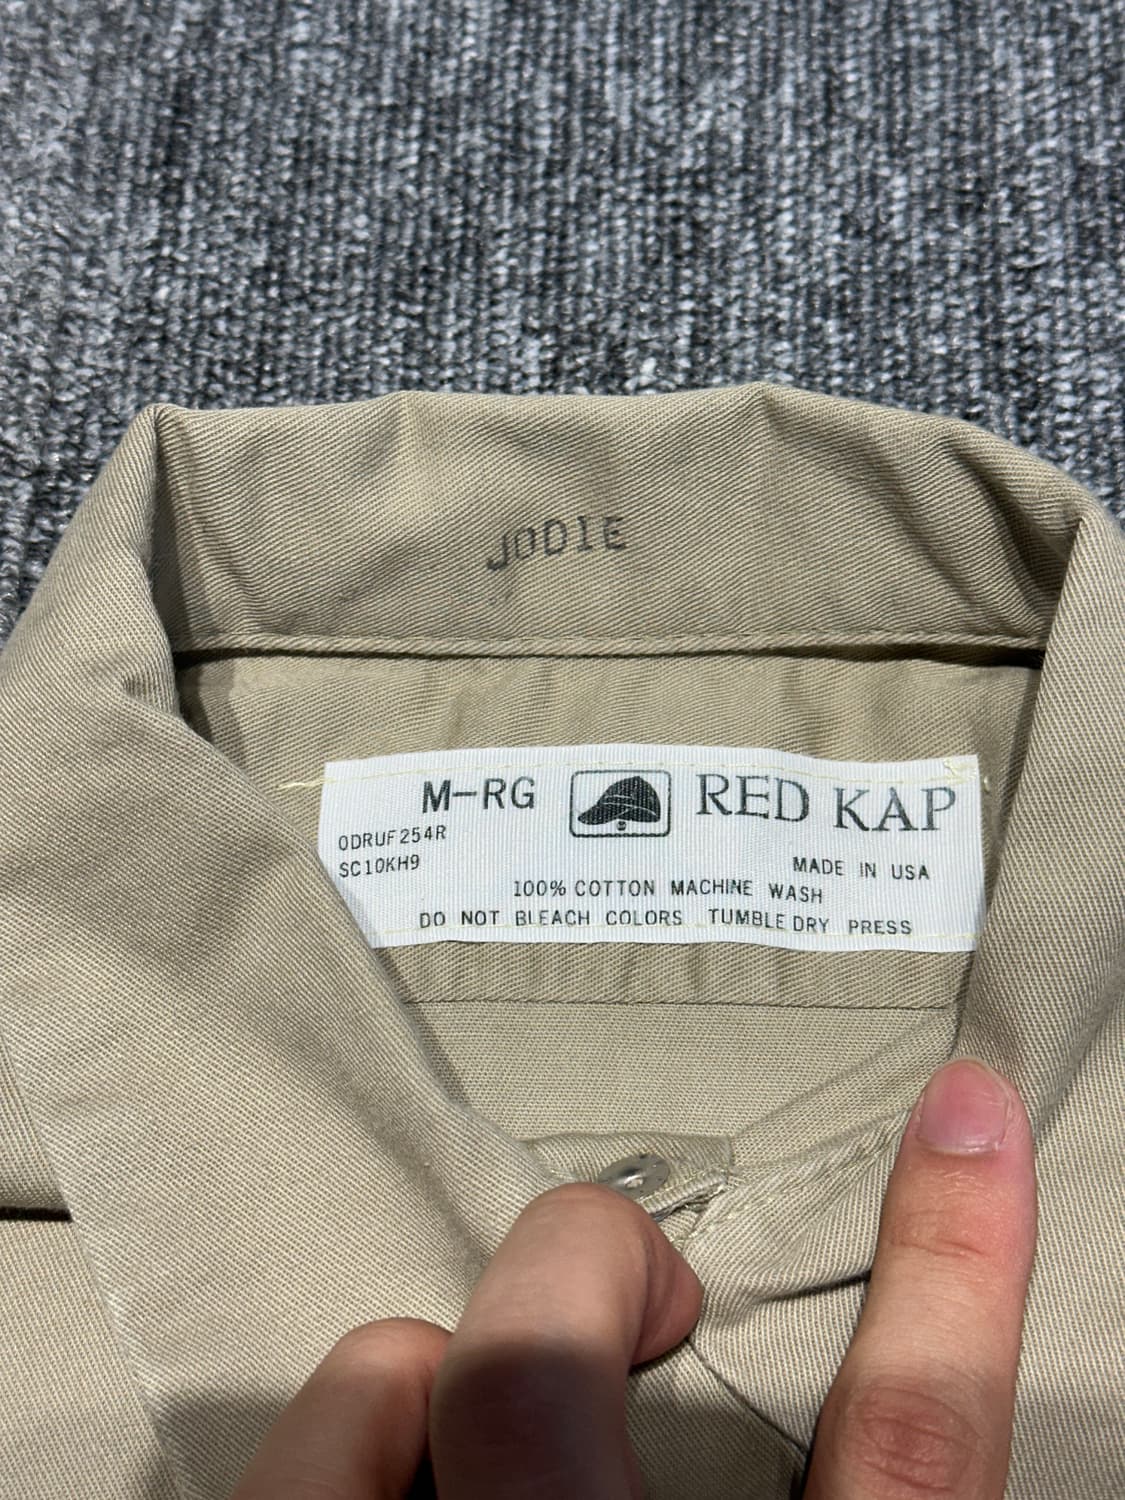 JODIE
M-RG RED KAP
0DRUF254R
SC10KH9
MADE IN USA
100% COTTON MACHINE WASH
DO NOT BLEACH COLORS TUMBLE DRY PRESS